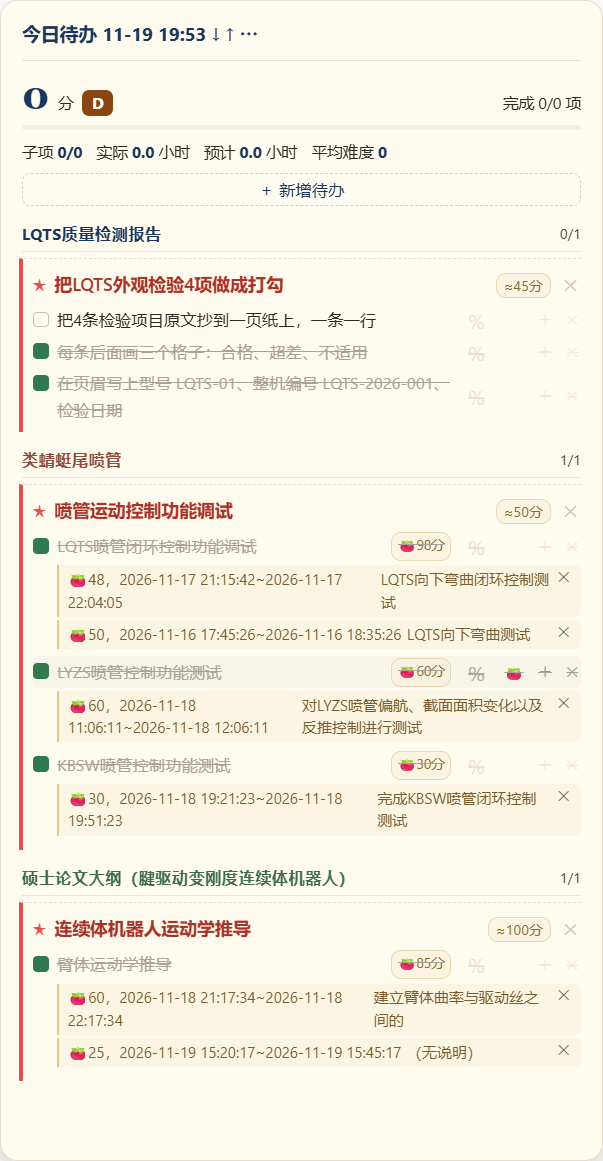 今日待办 11-19 19:53 ↓ ↑ ⋯
0 分 D 完成 0/0 项
子项 0/0 实际 0.0 小时 预计 0.0 小时 平均难度 0
+ 新增待办
LQTS质量检测报告 0/1
★ 把LQTS外观检验4项做成打勾 ≈45分 ×
把4条检验项目原文抄到一页纸上，一条一行 % + ×
每条后面画三个格子：合格、超差、不适用 % + ×
在页眉写上型号 LQTS-01、整机编号 LQTS-2026-001、 % + ×
检验日期
类蜻蜓尾喷管 1/1
★ 喷管运动控制功能调试 ≈50分 ×
LQTS喷管闭环控制功能调试 98分 % + ×
48，2026-11-17 21:15:42~2026-11-17 LQTS向下弯曲闭环控制测 ×
22:04:05 试
50，2026-11-16 17:45:26~2026-11-16 18:35:26 LQTS向下弯曲测试 ×
LYZS喷管控制功能测试 60分 % + ×
60，2026-11-18 对LYZS喷管偏航、截面面积变化以及 ×
11:06:11~2026-11-18 12:06:11 反推控制进行测试
KBSW喷管控制功能测试 30分 % + ×
30，2026-11-18 19:21:23~2026-11-18 完成KBSW喷管闭环控制 ×
19:51:23 测试
硕士论文大纲（腱驱动变刚度连续体机器人） 1/1
★ 连续体机器人运动学推导 ≈100分 ×
臂体运动学推导 85分 % + ×
60，2026-11-18 21:17:34~2026-11-18 建立臂体曲率与驱动丝之 ×
22:17:34 间的
25，2026-11-19 15:20:17~2026-11-19 15:45:17 （无说明） ×